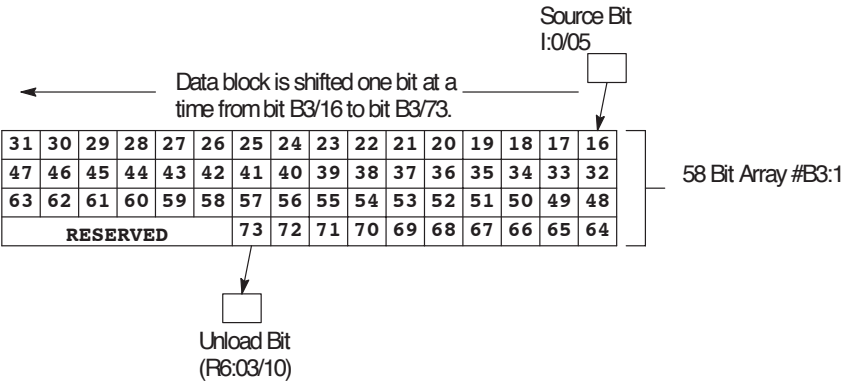 Source Bit
I:0/05
Data block is shifted one bit at a
time from bit B3/16 to bit B3/73.
31 30 29 28 27 26 25 24 23 22 21 20 19 18 17 16
47 46 45 44 43 42 41 40 39 38 37 36 35 34 33 32
58 Bit Array #B3:1
63 62 61 60 59 58 57 56 55 54 53 52 51 50 49 48
RESERVED 73 72 71 70 69 68 67 66 65 64
Unload Bit
(R6:03/10)